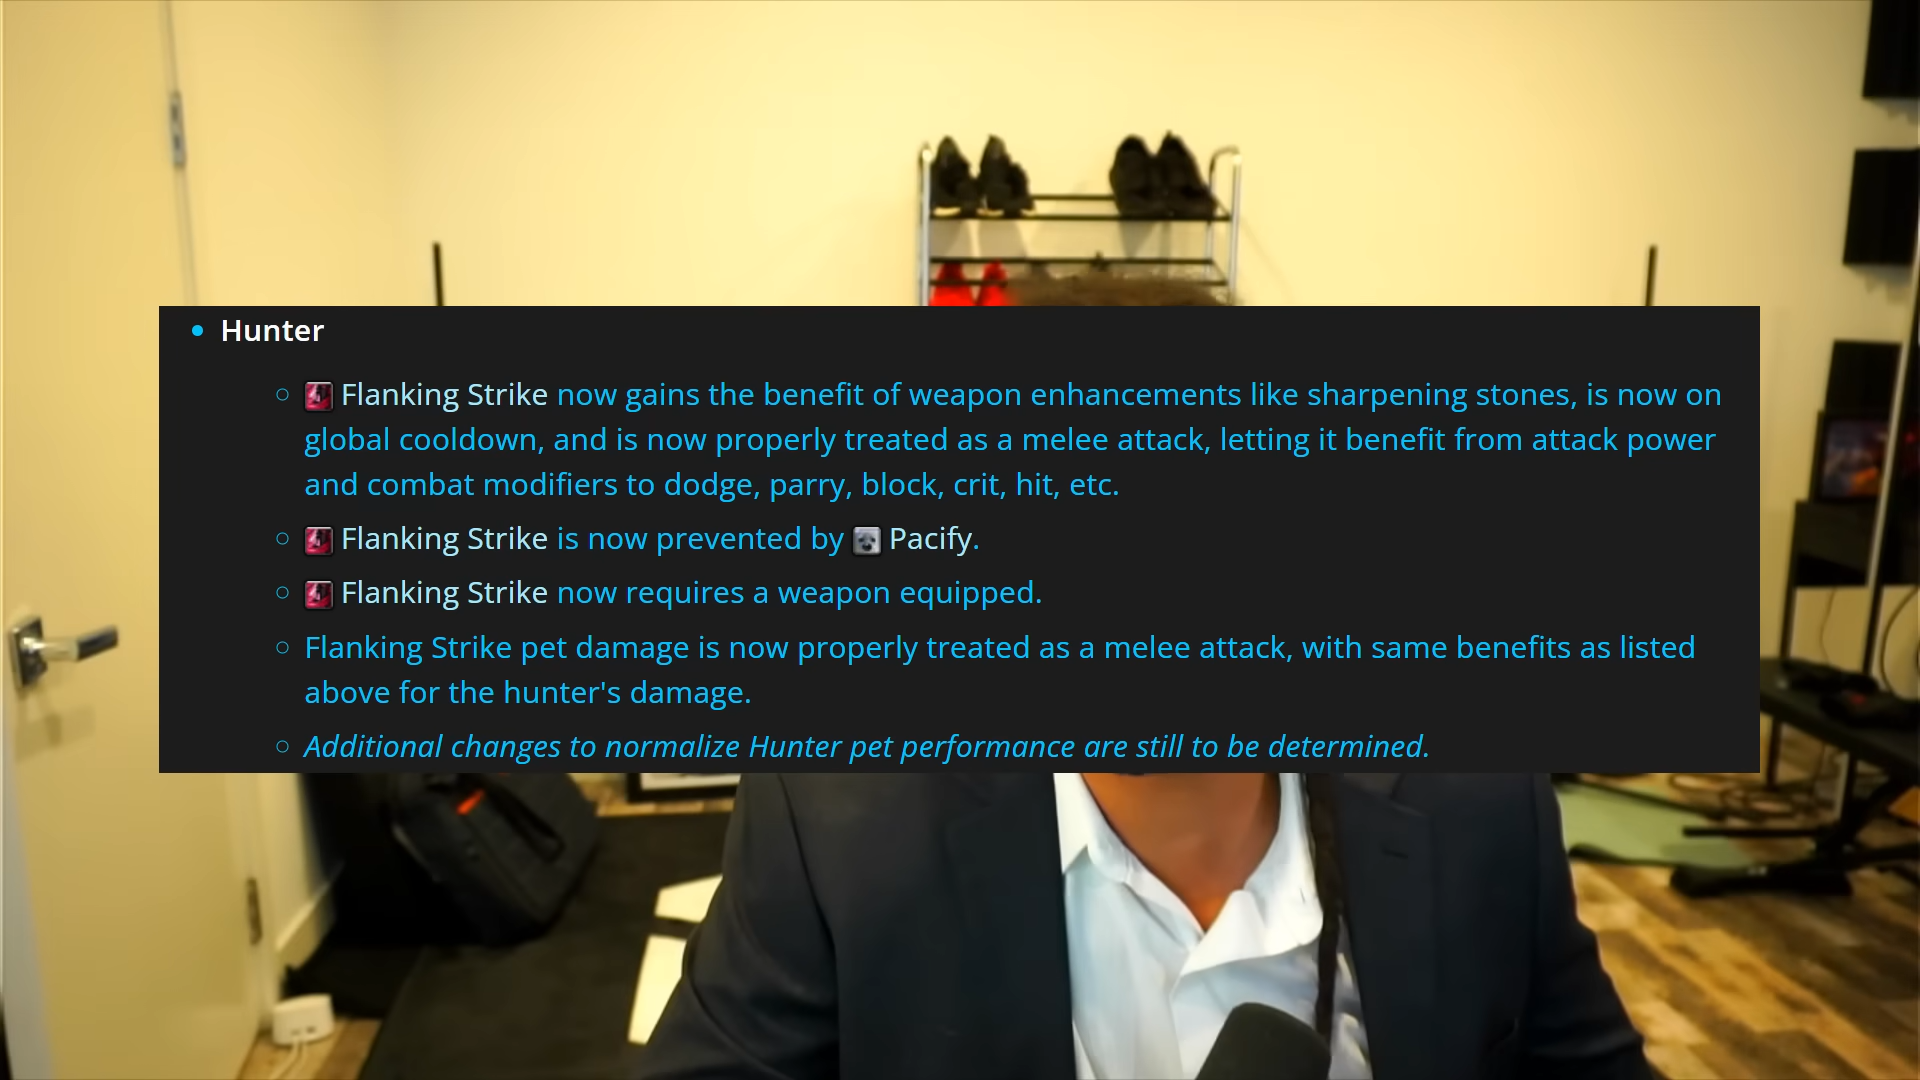 Hunter
Flanking Strike now gains the benefit of weapon enhancements like sharpening stones, is now on
global cooldown, and is now properly treated as a melee attack, letting it benefit from attack power
and combat modifiers to dodge, parry, block, crit, hit, etc.
Flanking Strike is now prevented by Pacify.
Flanking Strike now requires a weapon equipped.
Flanking Strike pet damage is now properly treated as a melee attack, with same benefits as listed
above for the hunter's damage.
Additional changes to normalize Hunter pet performance are still to be determined.